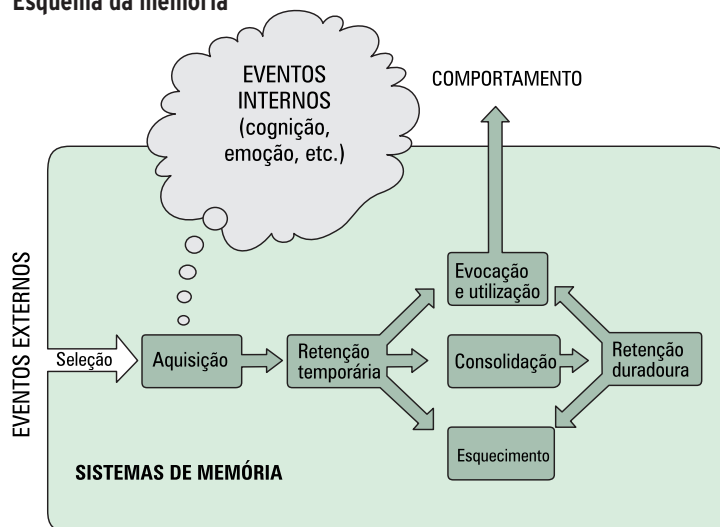 Esquema da memória
EVENTOS
INTERNOS
(cognição,
emoção, etc.)
COMPORTAMENTO
EVENTOS EXTERNOS
Seleção
Aquisição
Retenção
temporária
Evocação
e utilização
Consolidação
Esquecimento
Retenção
duradoura
SISTEMAS DE MEMÓRIA